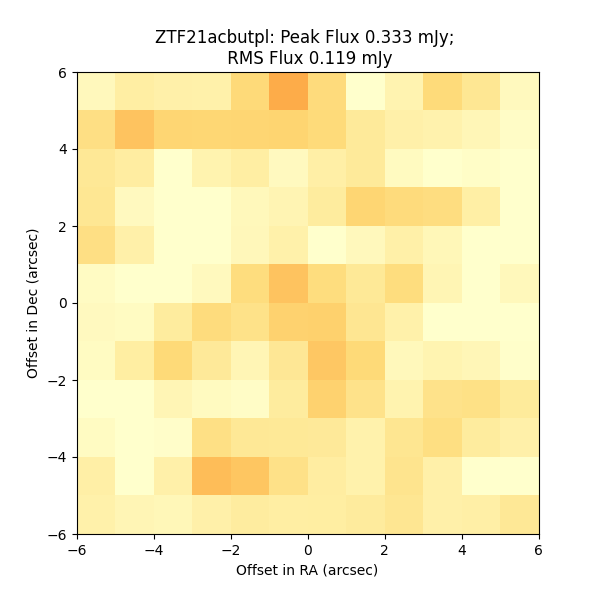 ZTF21acbutpl: Peak Flux 0.333 mJy;
RMS Flux 0.119 mJy
6
4
2
0
−2
−4
−6
Offset in Dec (arcsec)
−6 −4 −2 0 2 4 6
Offset in RA (arcsec)